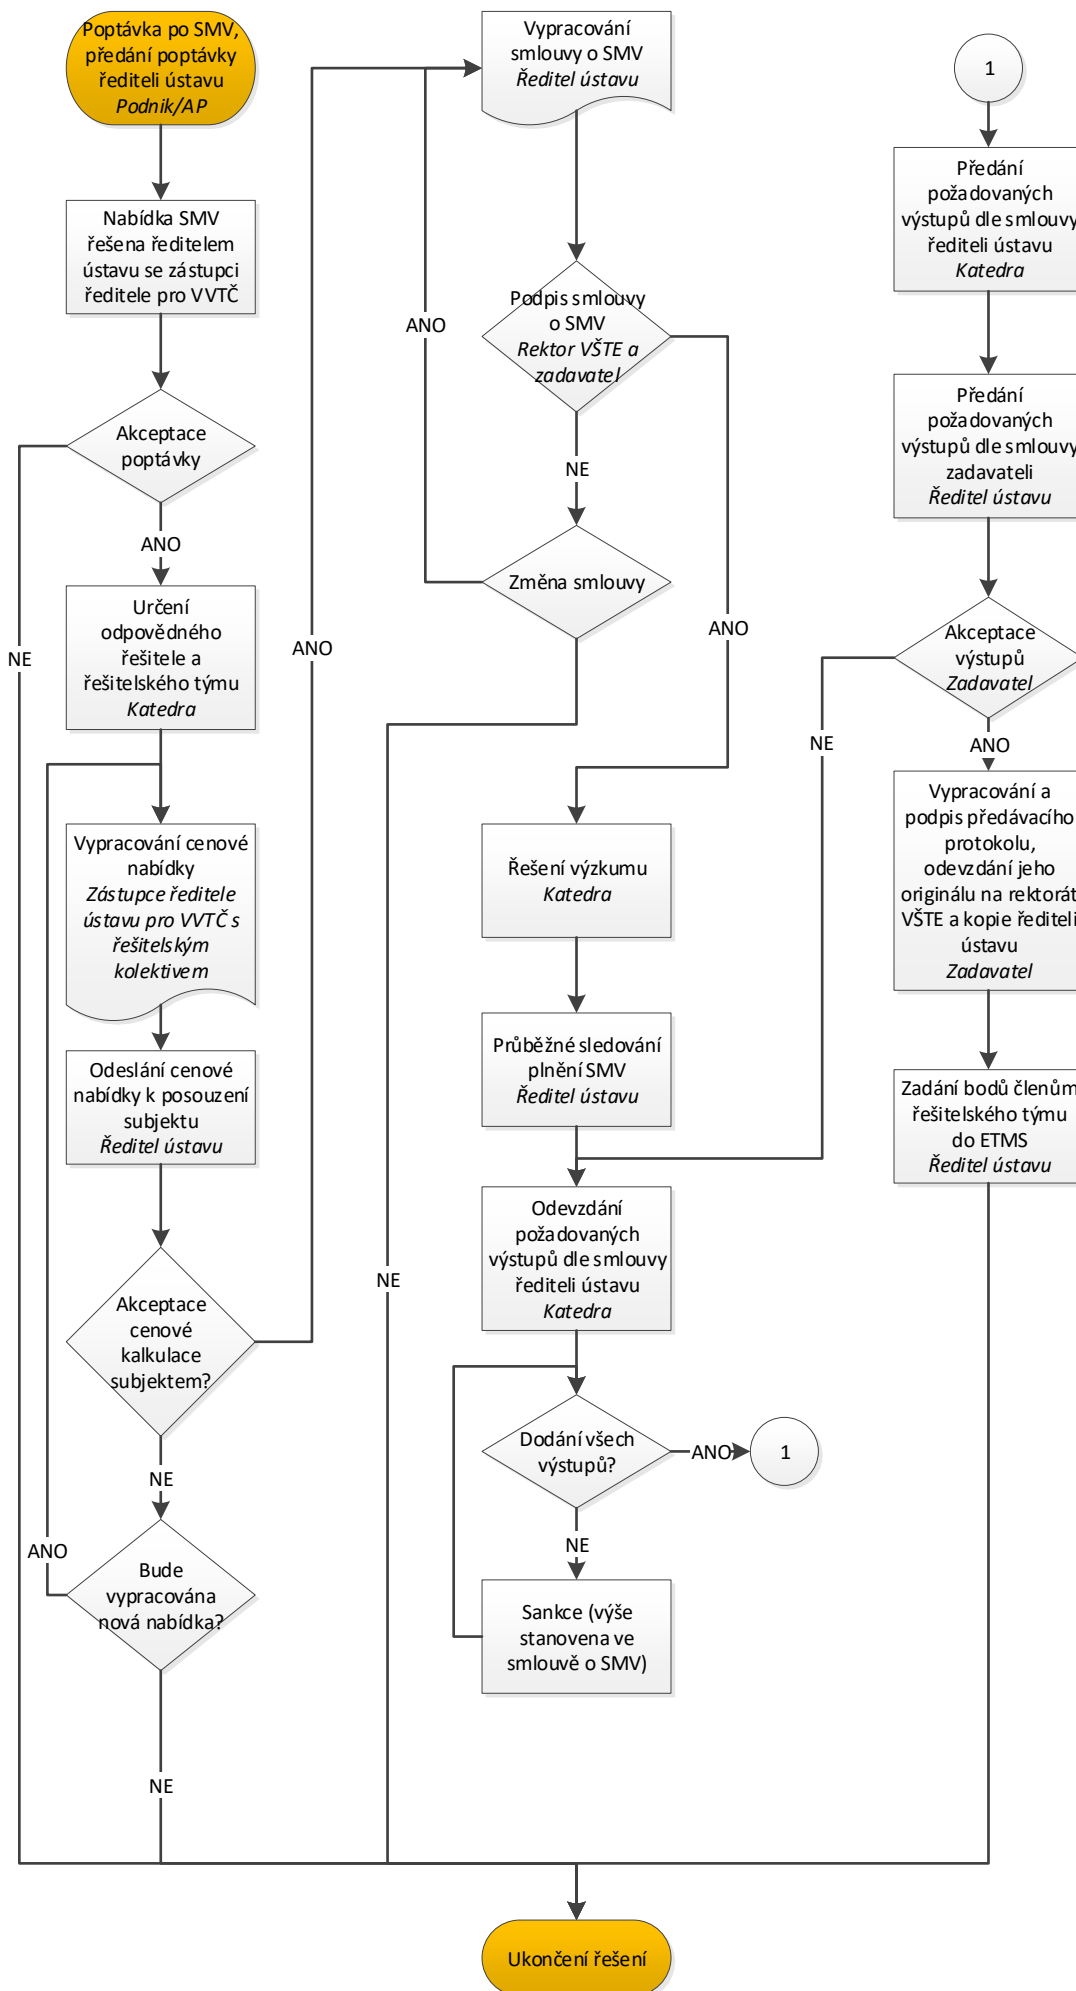 Poptávka po SMV,
předání poptávky
řediteli ústavu
Podnik/AP
Nabídka SMV
řešena ředitelem
ústavu se zástupci
ředitele pro VVTČ
Akceptace
poptávky
NE
ANO
Určení
odpovědného
řešitele a
řešitelského týmu
Katedra
Vypracování cenové
nabídky
Zástupce ředitele
ústavu pro VVTČ s
řešitelským
kolektivem
Odeslání cenové
nabídky k posouzení
subjektu
Ředitel ústavu
Akceptace
cenové
kalkulace
subjektem?
ANO
NE
Bude
vypracována
nová nabídka?
ANO
NE
Vypracování
smlouvy o SMV
Ředitel ústavu
Podpis smlouvy
o SMV
Rektor VŠTE a
zadavatel
ANO
NE
Změna smlouvy
ANO
NE
Řešení výzkumu
Katedra
Průběžné sledování
plnění SMV
Ředitel ústavu
Odevzdání
požadovaných
výstupů dle smlouvy
řediteli ústavu
Katedra
Dodání všech
výstupů?
ANO
1
NE
Sankce (výše
stanovena ve
smlouvě o SMV)
1
Předání
požadovaných
výstupů dle smlouvy
řediteli ústavu
Katedra
Předání
požadovaných
výstupů dle smlouvy
zadavateli
Ředitel ústavu
Akceptace
výstupů
Zadavatel
NE
ANO
Vypracování a
podpis předávacího
protokolu,
odevzdání jeho
originálu na rektorát
VŠTE a kopie řediteli
ústavu
Zadavatel
Zadání bodů členům
řešitelského týmu
do ETMS
Ředitel ústavu
Ukončení řešení